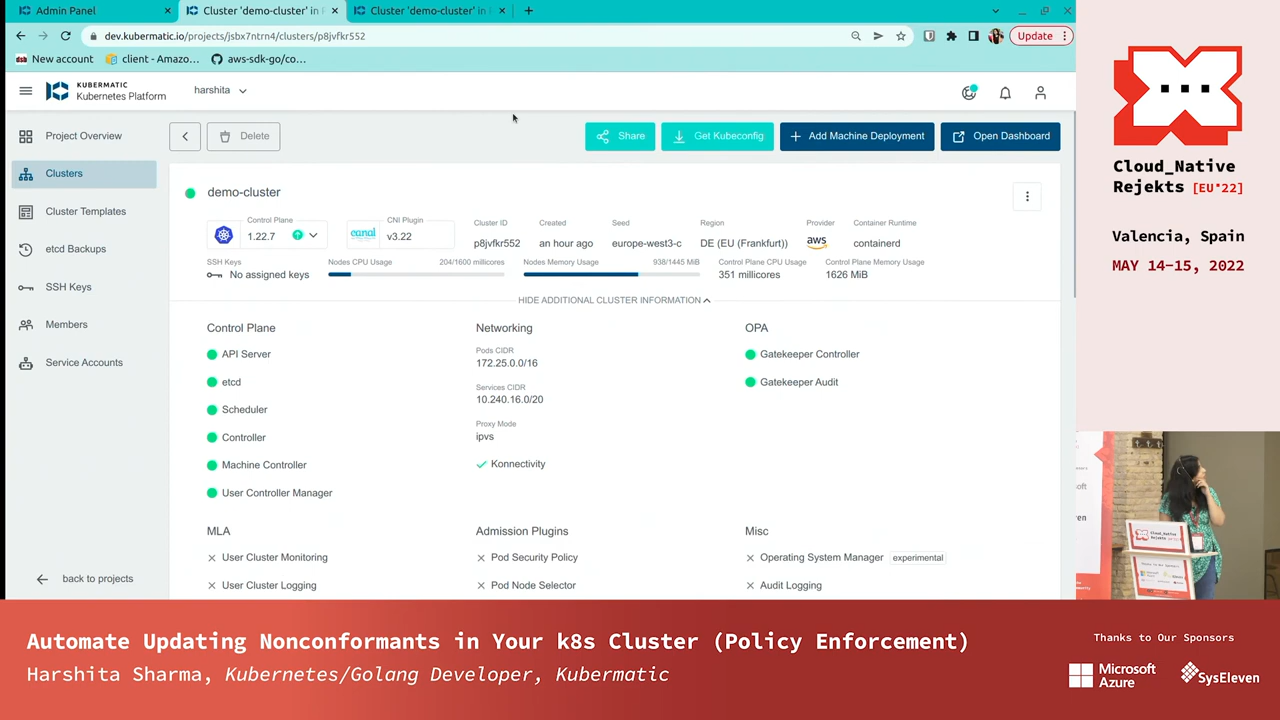 Admin Panel
Cluster 'demo-cluster' in P
Cluster 'demo-cluster' in
dev.kubermatic.io/projects/jsbx7ntrn4/clusters/p8jvfkr552
Update
New account
client - Amazo...
aws-sdk-go/co...
KUBERMATIC
Kubernetes Platform
harshita
Project Overview
Clusters
Cluster Templates
etcd Backups
SSH Keys
Members
Service Accounts
back to projects
Delete
Share
Get Kubeconfig
Add Machine Deployment
Open Dashboard
demo-cluster
Control Plane
1.22.7
canal
CNI Plugin
v3.22
Cluster ID
p8jvfkr552
Created
an hour ago
Seed
europe-west3-c
Region
DE (EU (Frankfurt))
Provider
aws
Container Runtime
containerd
SSH Keys
No assigned keys
Nodes CPU Usage
204/1600 millicores
Nodes Memory Usage
938/1445 MiB
Control Plane CPU Usage
351 millicores
Control Plane Memory Usage
1626 MiB
HIDE ADDITIONAL CLUSTER INFORMATION
Control Plane
API Server
etcd
Scheduler
Controller
Machine Controller
User Controller Manager
Networking
Pods CIDR
172.25.0.0/16
Services CIDR
10.240.16.0/20
Proxy Mode
ipvs
Konnectivity
OPA
Gatekeeper Controller
Gatekeeper Audit
MLA
User Cluster Monitoring
User Cluster Logging
Admission Plugins
Pod Security Policy
Pod Node Selector
Misc
Operating System Manager experimental
Audit Logging
Cloud_Native
Rejekts [EU*22]
Valencia, Spain
MAY 14-15, 2022
Cloud_Native
Rejekts
Automate Updating Nonconformants in Your k8s Cluster (Policy Enforcement)
Harshita Sharma, Kubernetes/Golang Developer, Kubermatic
Thanks to Our Sponsors
Microsoft
Azure
SysEleven